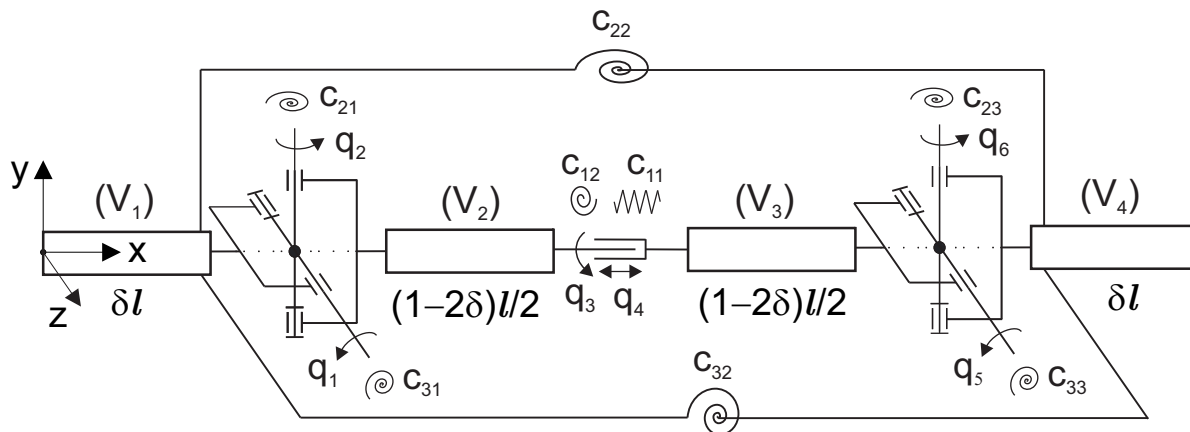 c₂₂
c₂₁
c₂₃
q₂
q₆
y
c₁₂
c₁₁
(V₁)
(V₂)
(V₃)
(V₄)
x
z
δl
(1–2δ)l/2
q₃
q₄
(1–2δ)l/2
δl
q₁
c₃₁
c₃₂
q₅
c₃₃